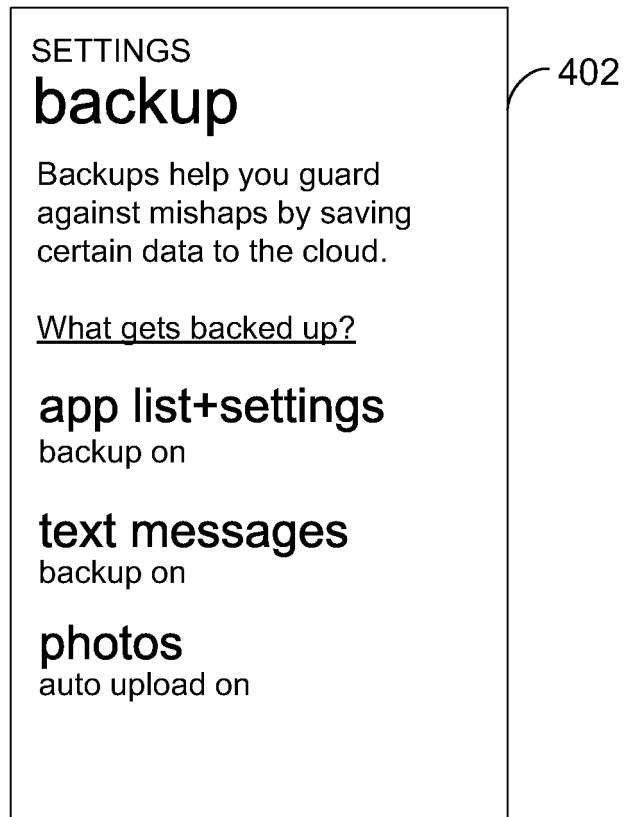 SETTINGS
backup
402
Backups help you guard
against mishaps by saving
certain data to the cloud.
What gets backed up?
app list+settings
backup on
text messages
backup on
photos
auto upload on